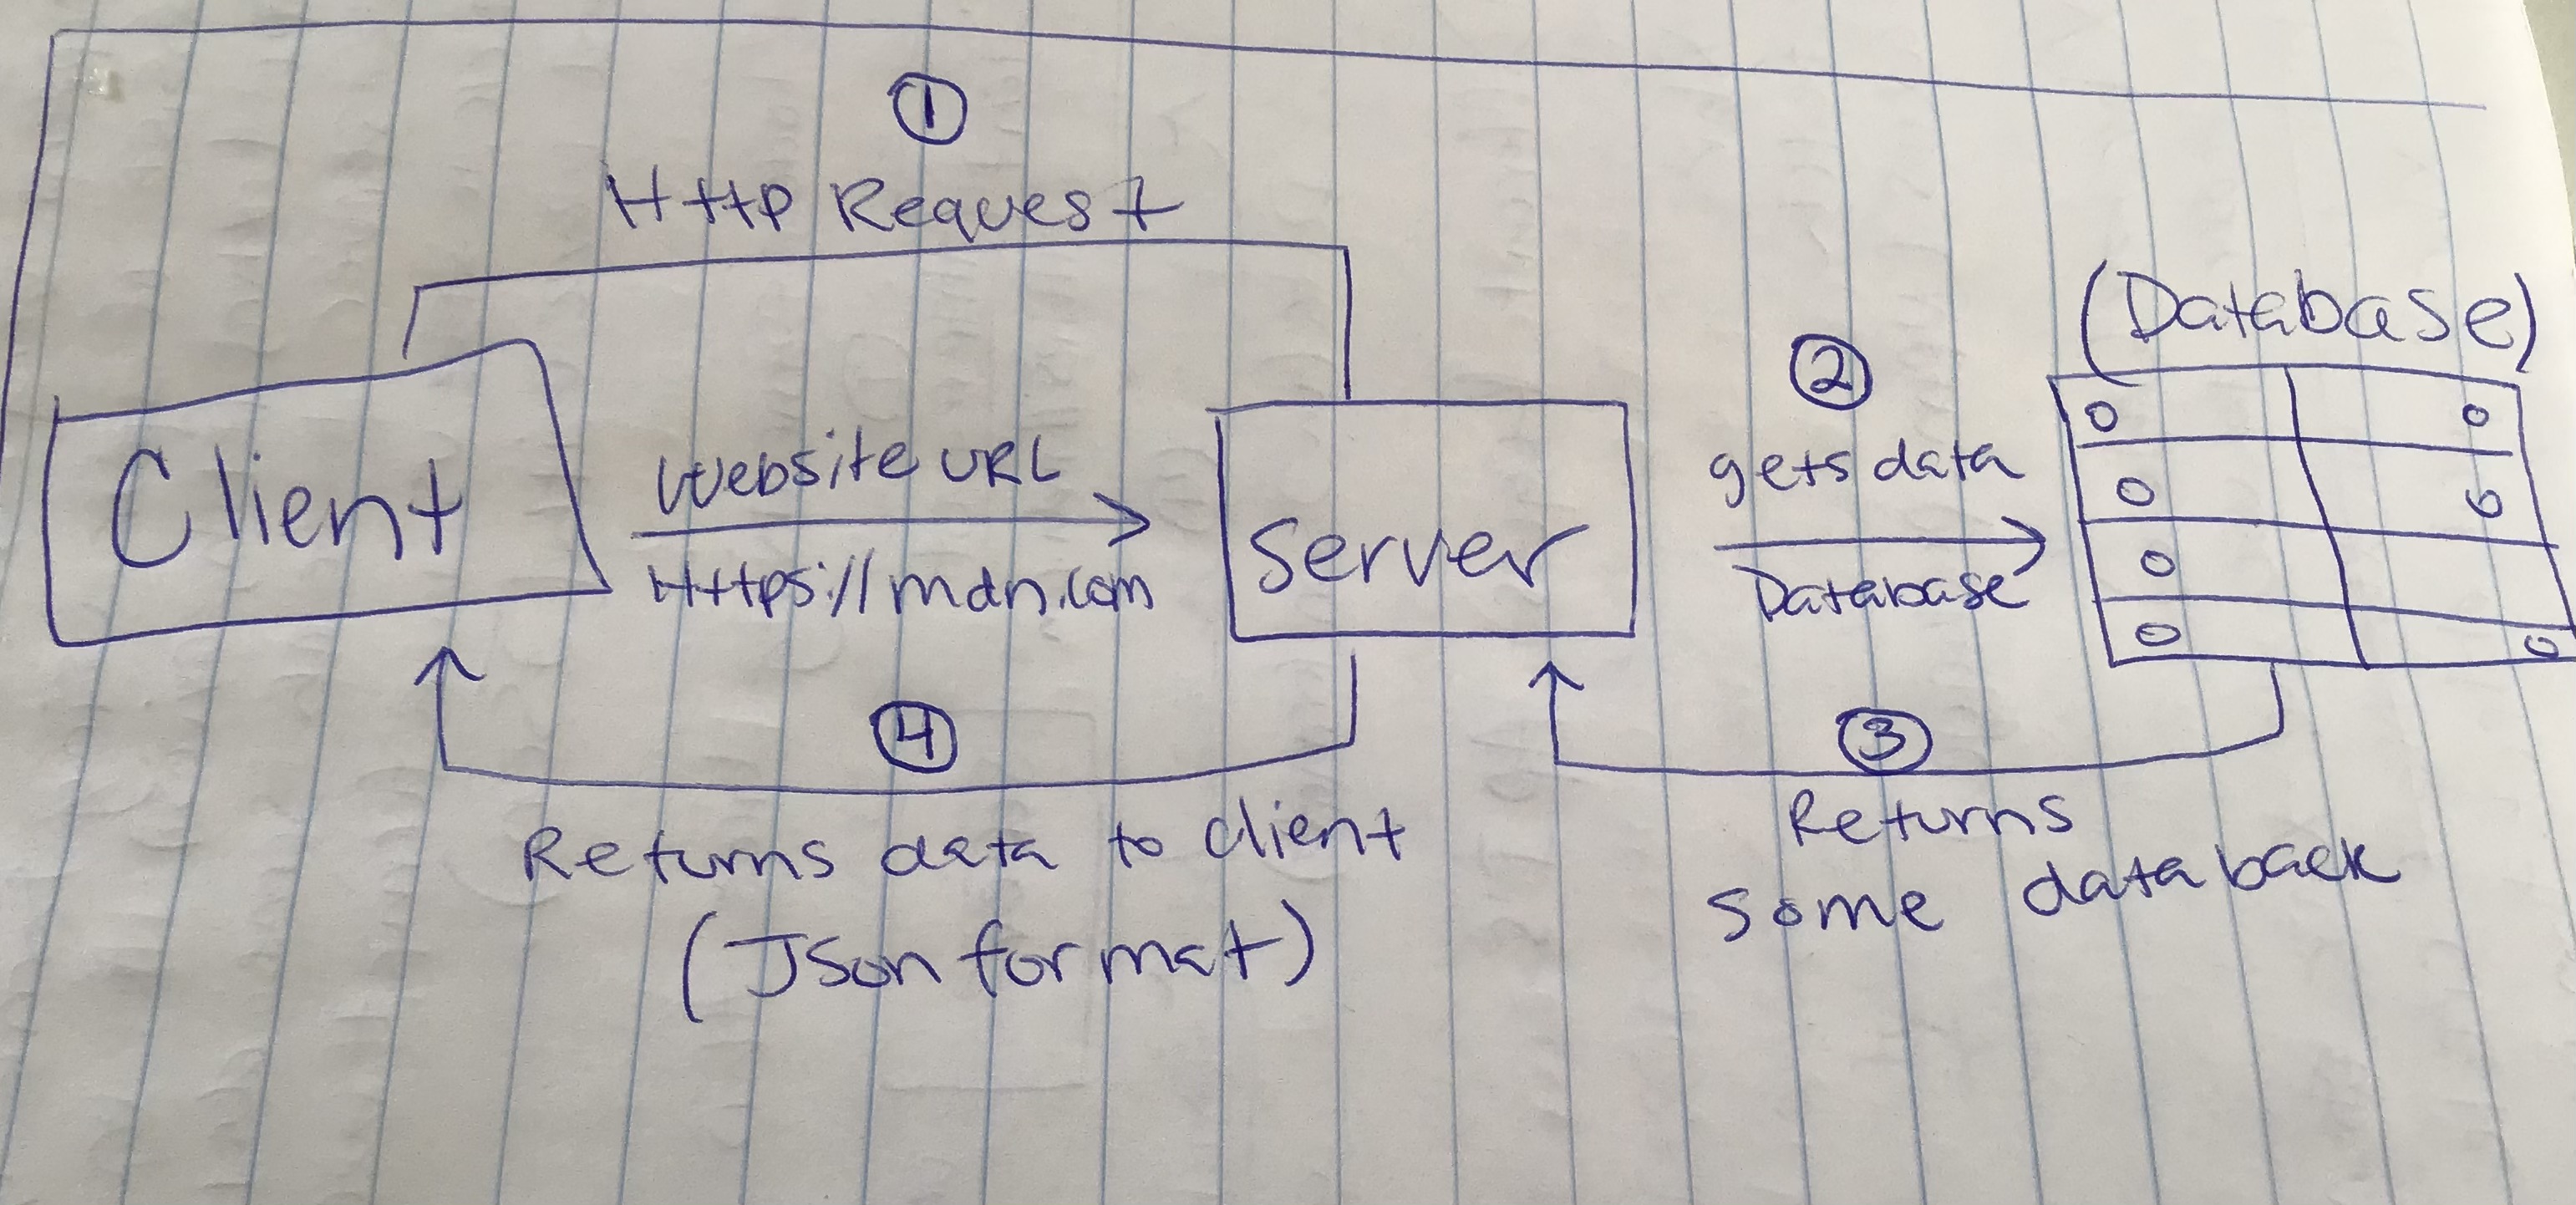 ①
HTTP Request
(Database)
②
Client
Website URL
Https://mdn.com
Server
gets data
Database
④
③
Returns data to client
(Json format)
Returns
some data back